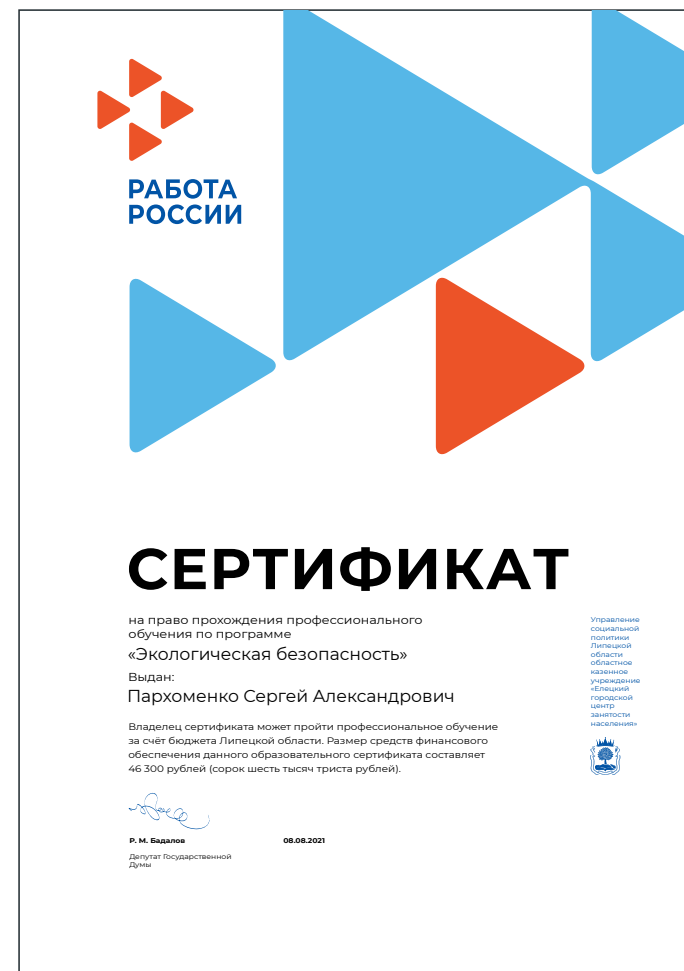 РАБОТА
РОССИИ
СЕРТИФИКАТ
на право прохождения профессионального
обучения по программе
«Экологическая безопасность»
Выдан:
Пархоменко Сергей Александрович
Владелец сертификата может пройти профессиональное обучение
за счёт бюджета Липецкой области. Размер средств финансового
обеспечения данного образовательного сертификата составляет
46 300 рублей (сорок шесть тысяч триста рублей).
Р. М. Бадалов
08.08.2021
Депутат Государственной
Думы
Управление
социальной
политики
Липецкой
области
областное
казенное
учреждение
«Елецкий
городской
центр
занятости
населения»